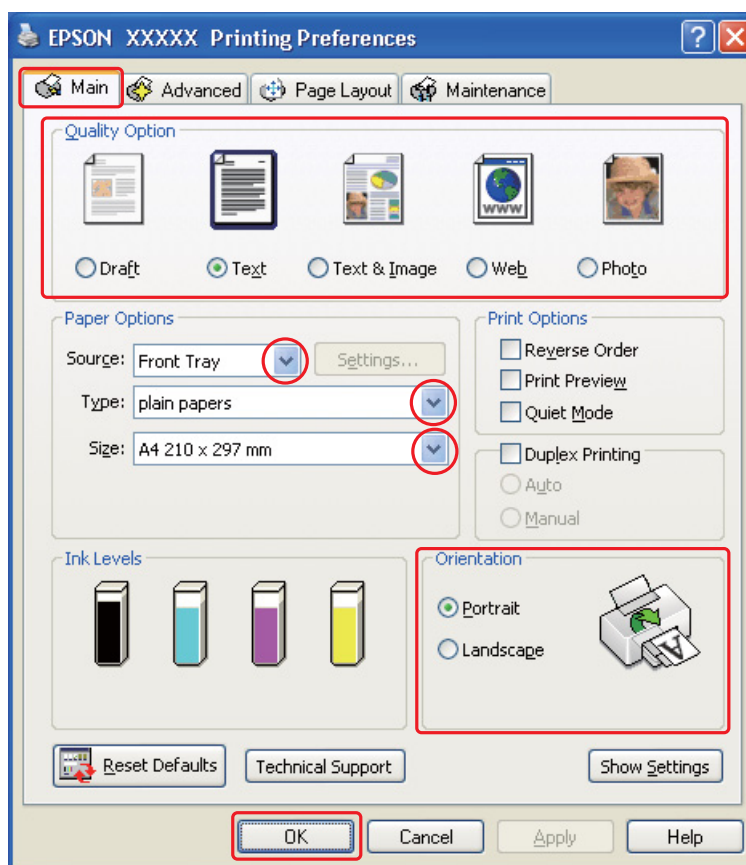 EPSON XXXXX Printing Preferences
Main
Advanced
Page Layout
Maintenance
Quality Option
www
Draft
Text
Text & Image
Web
Photo
Paper Options
Source:
Front Tray
Settings...
Type:
plain papers
Size:
A4 210 x 297 mm
Print Options
Reverse Order
Print Preview
Quiet Mode
Duplex Printing
Auto
Manual
Ink Levels
Orientation
Portrait
Landscape
A
Reset Defaults
Technical Support
Show Settings
OK
Cancel
Apply
Help